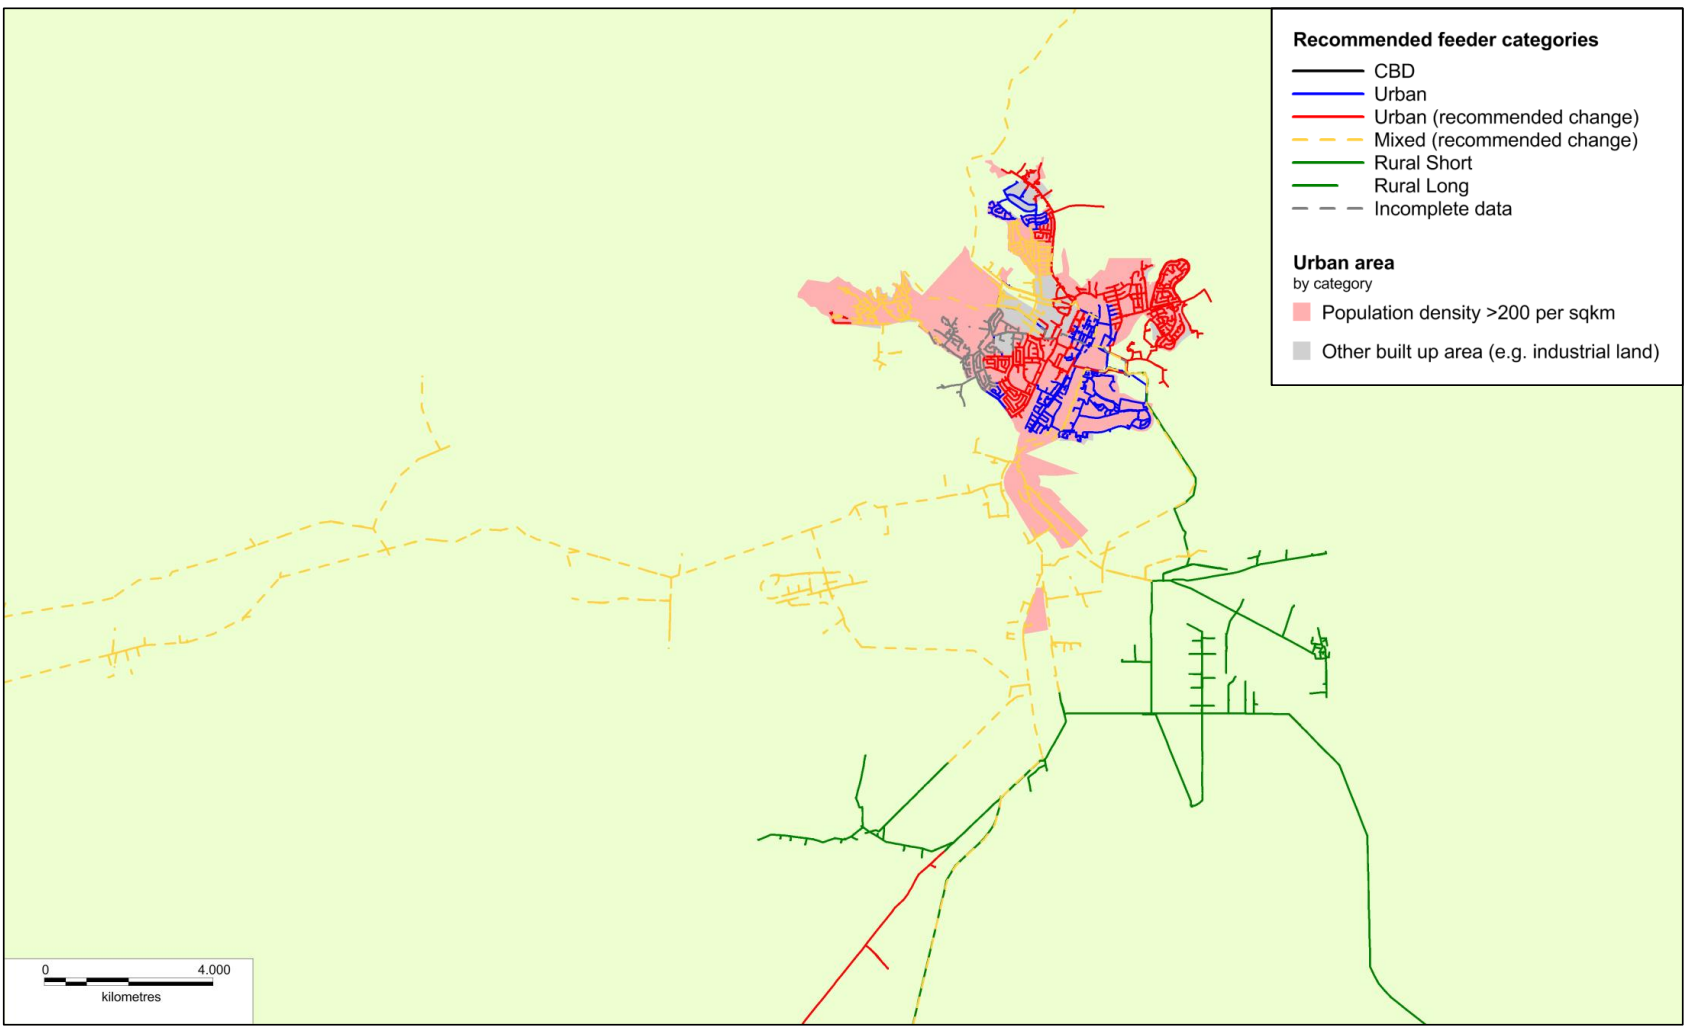 Recommended feeder categories
CBD
Urban
Urban (recommended change)
Mixed (recommended change)
Rural Short
Rural Long
Incomplete data
Urban area
by category
Population density >200 per sqkm
Other built up area (e.g. industrial land)
0 4.000
kilometres